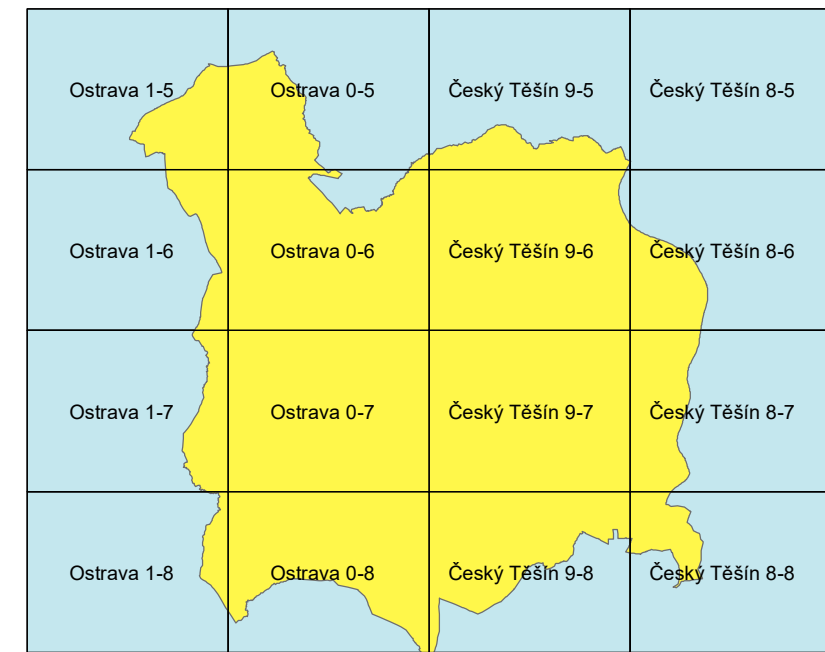 Ostrava 1-5
Ostrava 0-5
Český Těšín 9-5
Český Těšín 8-5
Ostrava 1-6
Ostrava 0-6
Český Těšín 9-6
Český Těšín 8-6
Ostrava 1-7
Ostrava 0-7
Český Těšín 9-7
Český Těšín 8-7
Ostrava 1-8
Ostrava 0-8
Český Těšín 9-8
Český Těšín 8-8